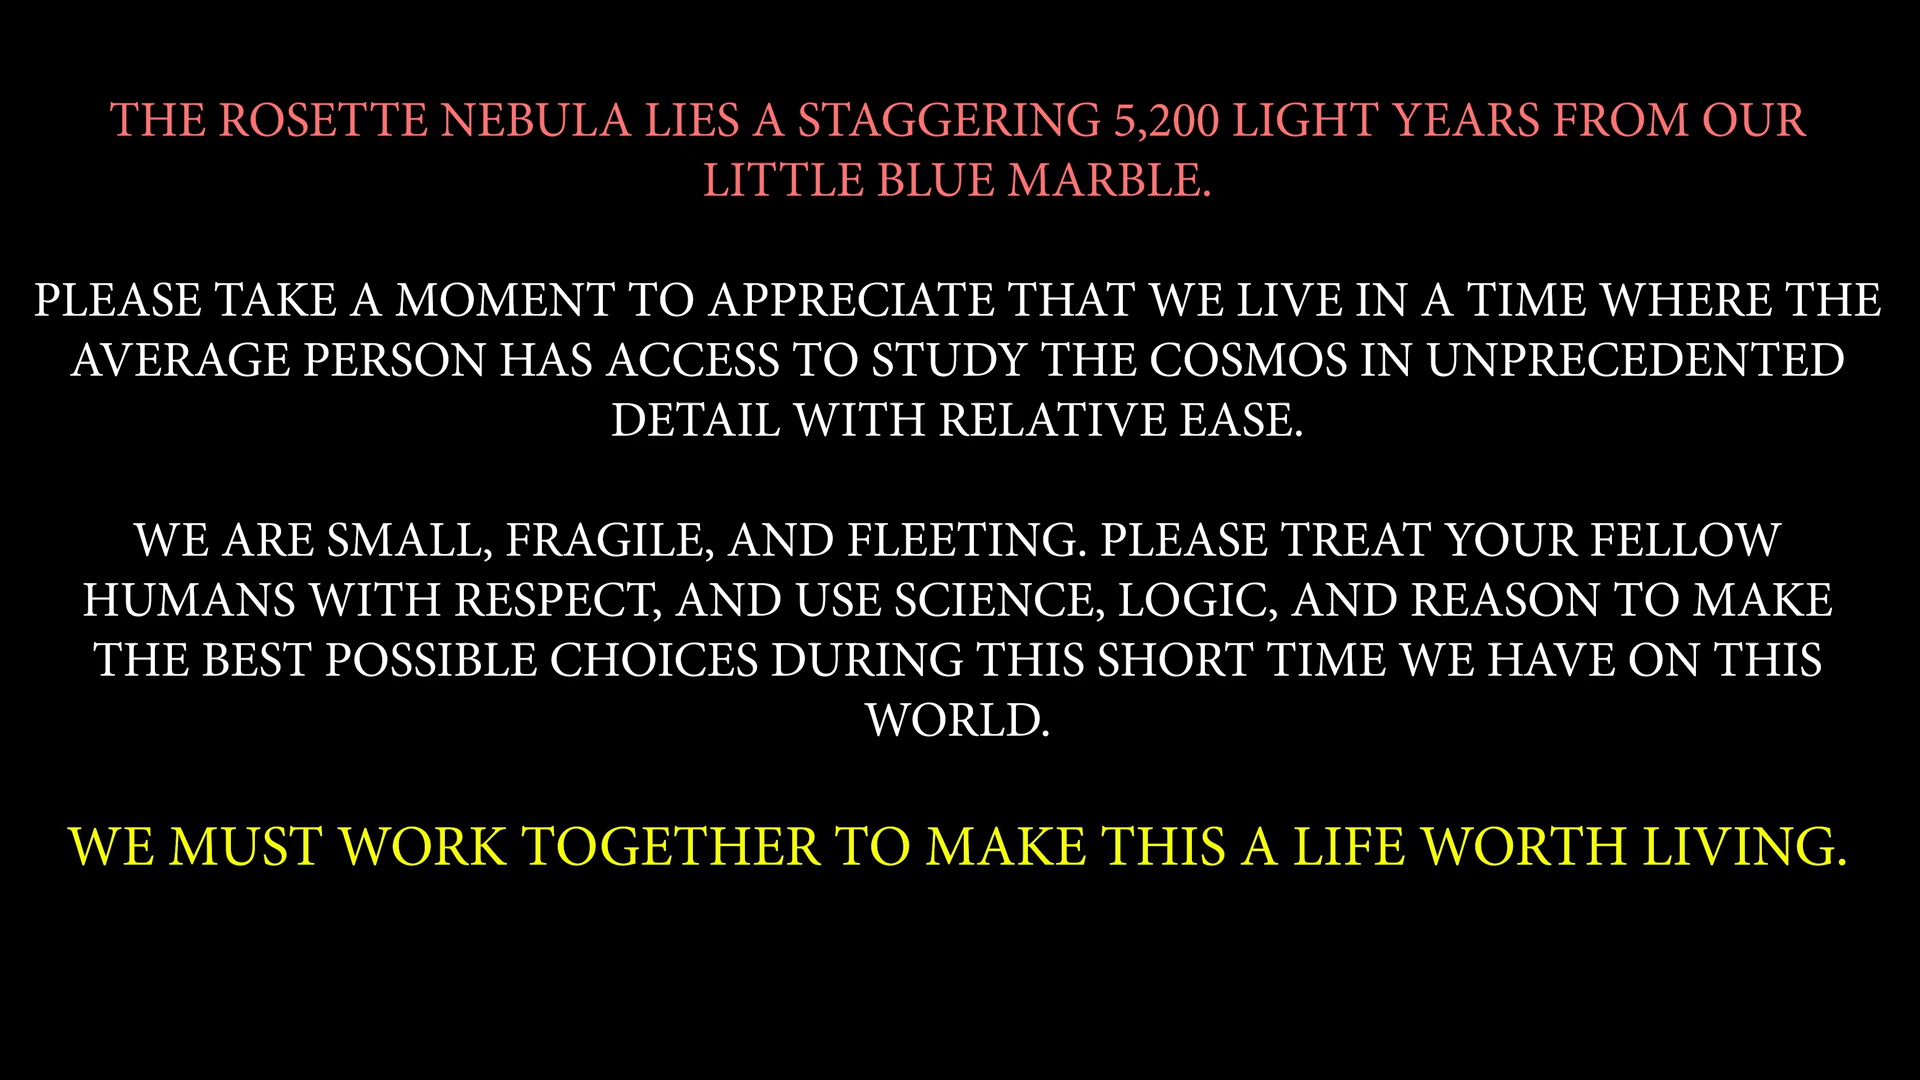 THE ROSETTE NEBULA LIES A STAGGERING 5,200 LIGHT YEARS FROM OUR
LITTLE BLUE MARBLE.
PLEASE TAKE A MOMENT TO APPRECIATE THAT WE LIVE IN A TIME WHERE THE
AVERAGE PERSON HAS ACCESS TO STUDY THE COSMOS IN UNPRECEDENTED
DETAIL WITH RELATIVE EASE.
WE ARE SMALL, FRAGILE, AND FLEETING. PLEASE TREAT YOUR FELLOW
HUMANS WITH RESPECT, AND USE SCIENCE, LOGIC, AND REASON TO MAKE
THE BEST POSSIBLE CHOICES DURING THIS SHORT TIME WE HAVE ON THIS
WORLD.
WE MUST WORK TOGETHER TO MAKE THIS A LIFE WORTH LIVING.